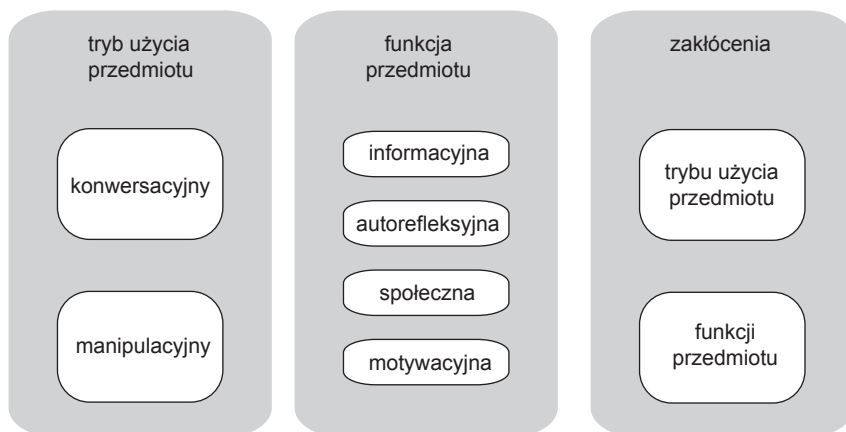 tryb użycia
przedmiotu
konwersacyjny
manipulacyjny
funkcja
przedmiotu
informacyjna
autorefleksyjna
społeczna
motywacyjna
zakłócenia
trybu użycia
przedmiotu
funkcji
przedmiotu